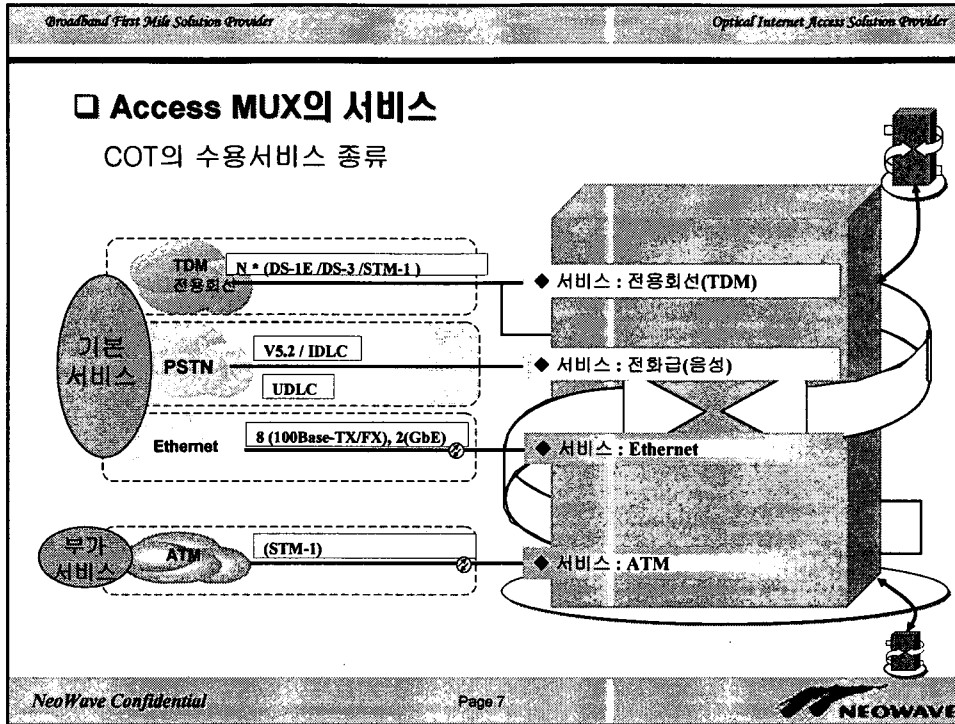 Broadband First Mile Solution Provider
Optical Internet Access Solution Provider
❑ Access MUX의 서비스
COT의 수용서비스 종류
TDM
전용회선
N * (DS-1E /DS-3 /STM-1 )
◆ 서비스 : 전용회선(TDM)
기본
서비스
PSTN
V5.2 / IDLC
UDLC
◆ 서비스 : 전화급(음성)
Ethernet
8 (100Base-TX/FX), 2(GbE)
◆ 서비스 : Ethernet
부가
서비스
ATM
(STM-1)
◆ 서비스 : ATM
NeoWave Confidential
Page 7
NEOWAVE